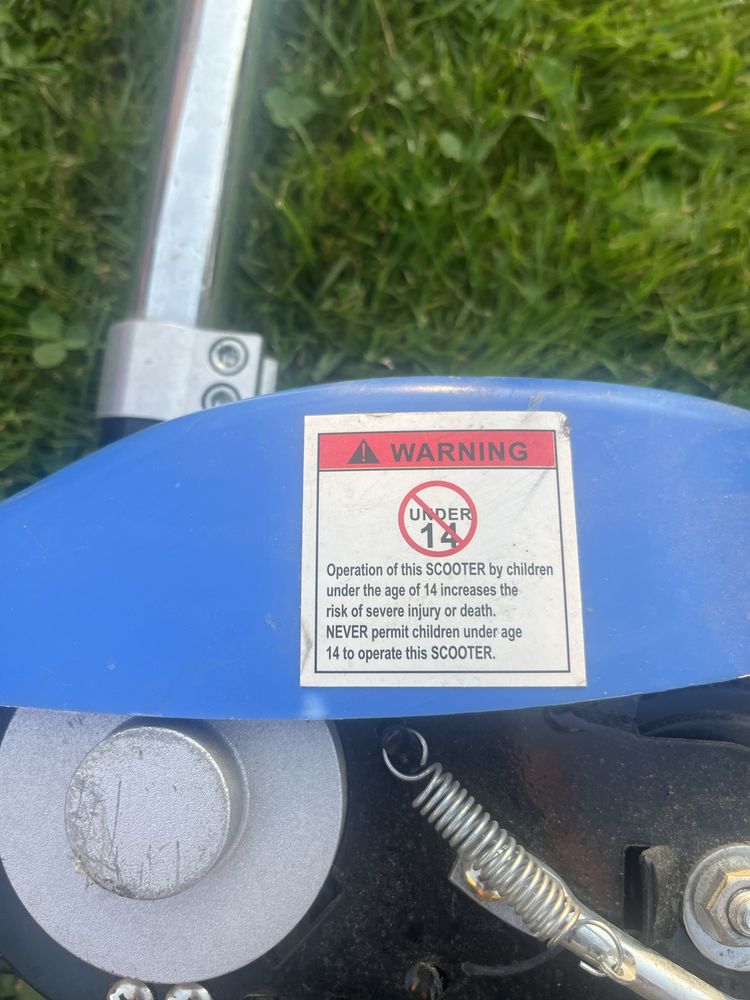 WARNING
UNDER
14
Operation of this SCOOTER by children
under the age of 14 increases the
risk of severe injury or death.
NEVER permit children under age
14 to operate this SCOOTER.